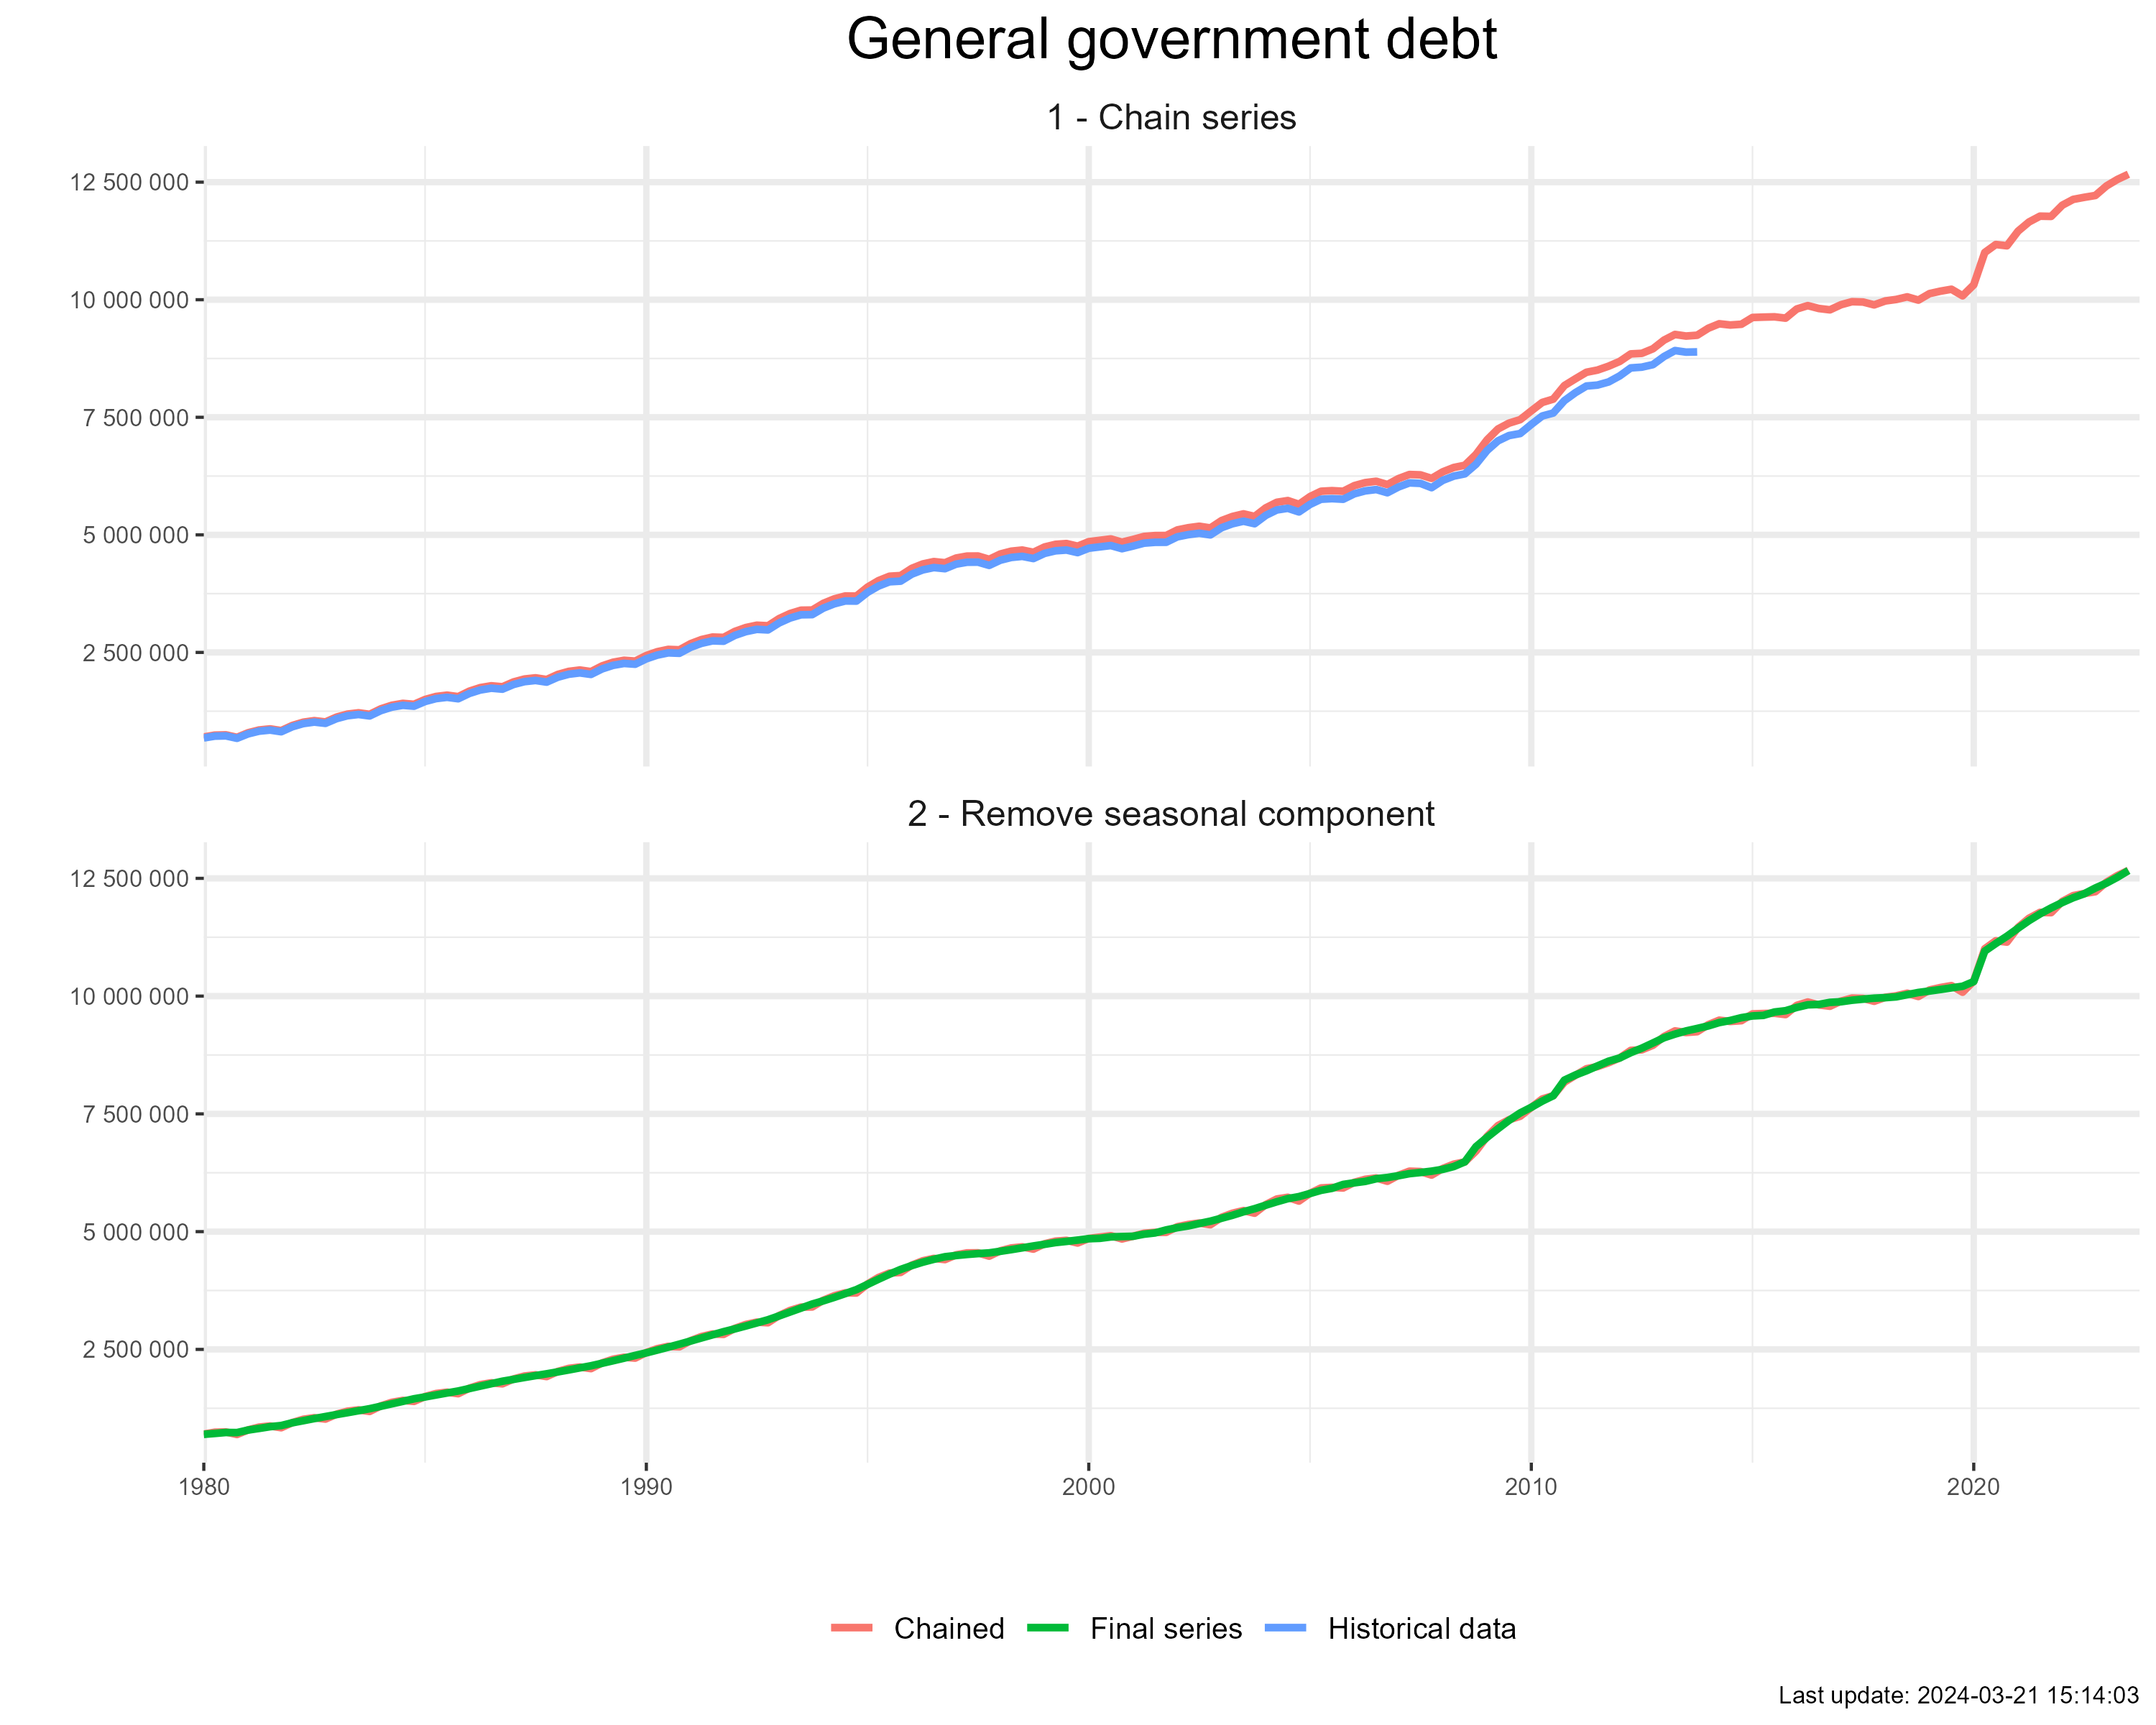 General government debt
1 - Chain series
12 500 000
10 000 000
7 500 000
5 000 000
2 500 000
2 - Remove seasonal component
12 500 000
10 000 000
7 500 000
5 000 000
2 500 000
1980 1990 2000 2010 2020
Chained Final series Historical data
Last update: 2024-03-21 15:14:03